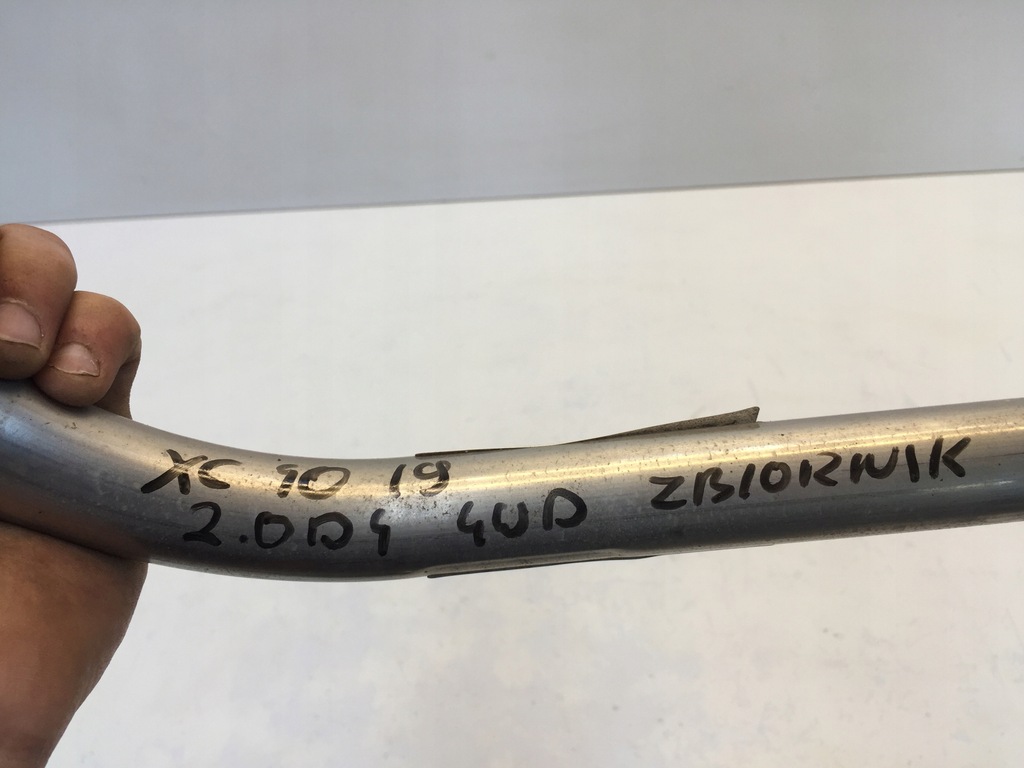 XC 90 19
2.0D4 4WD ZBIORNIK